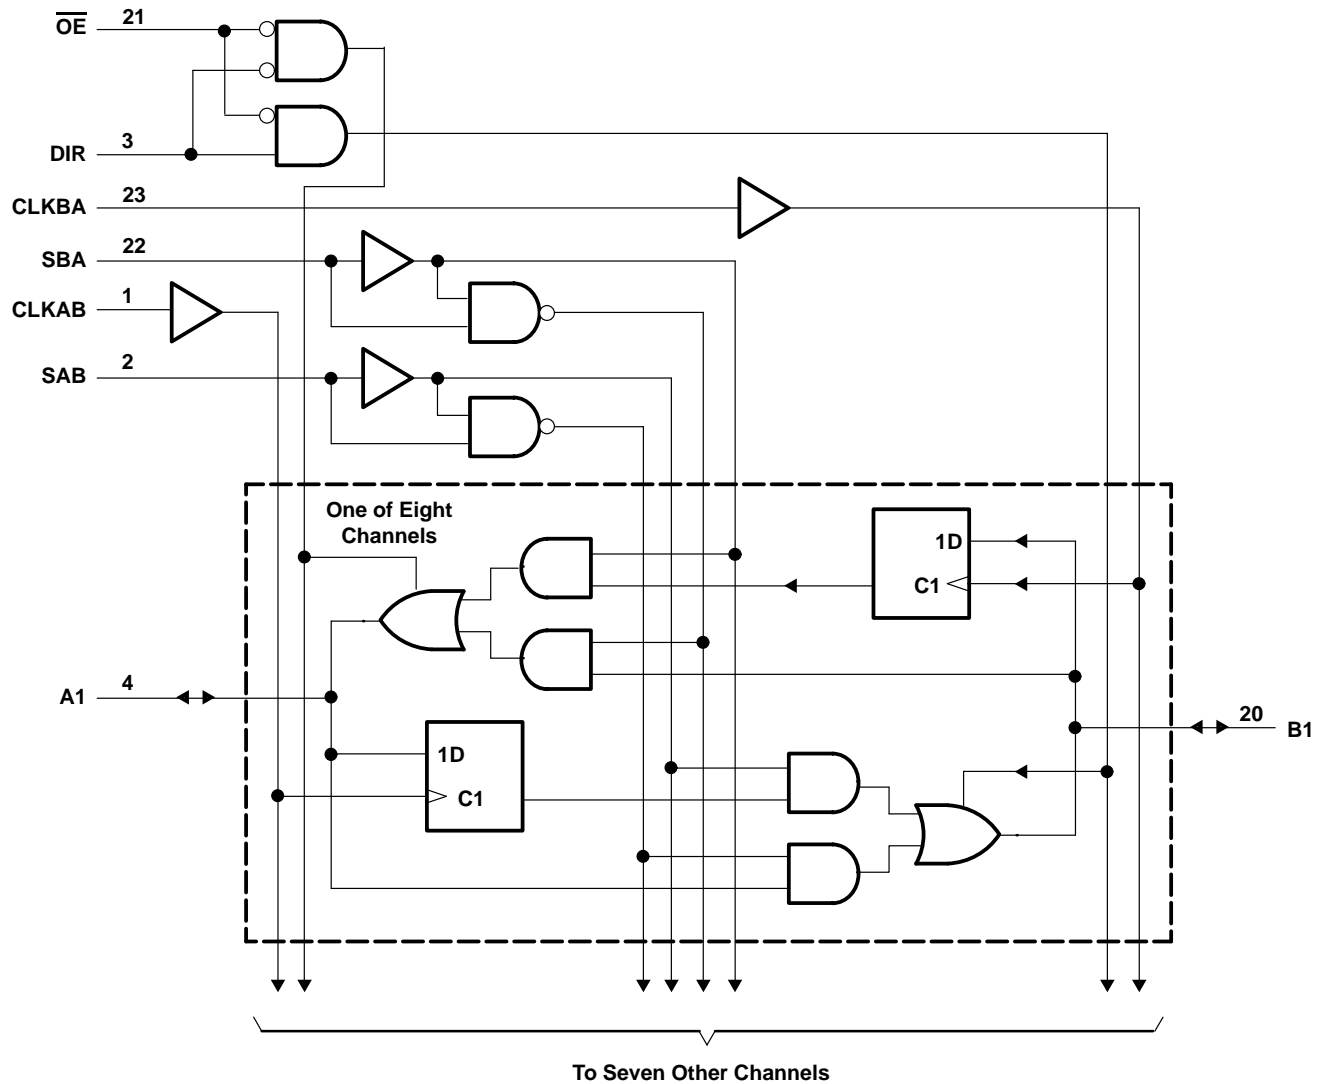 OE 21
DIR 3
CLKBA 23
SBA 22
CLKAB 1
SAB 2
One of Eight
Channels
1D
C1
A1 4
1D
C1
20 B1
To Seven Other Channels